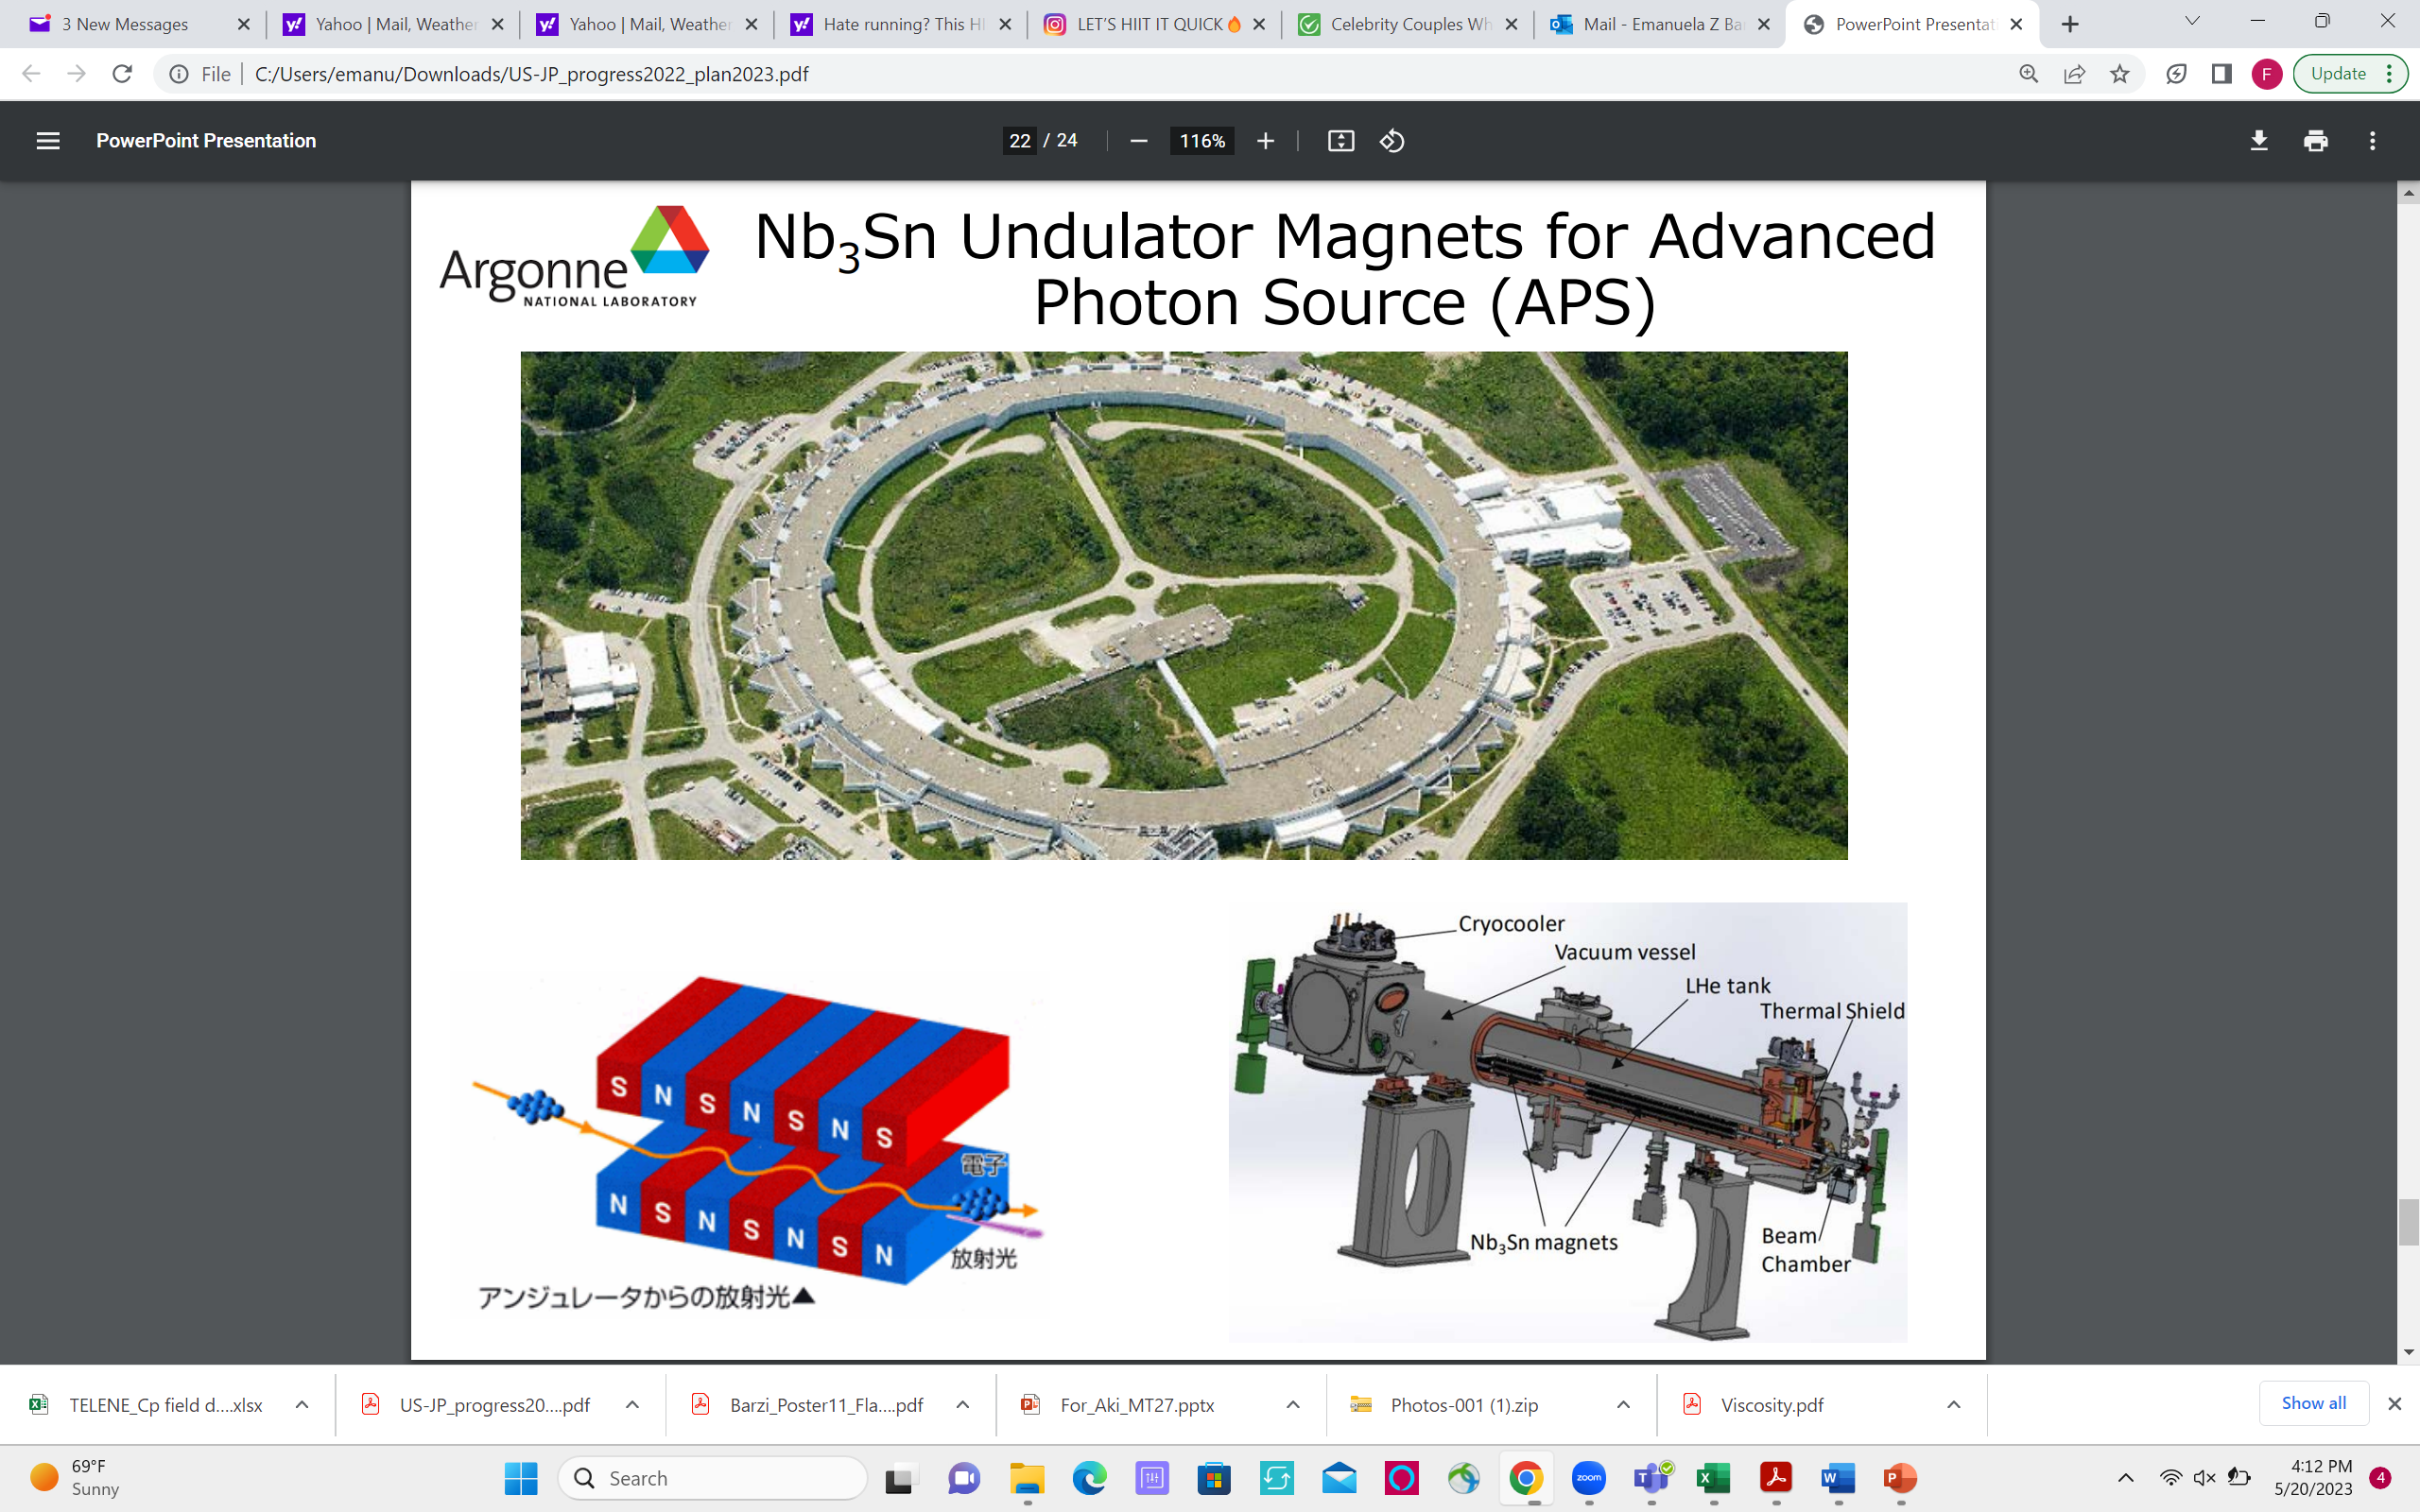 3 New Messages
Yahoo | Mail, Weather
Yahoo | Mail, Weather
Hate running? This HI
LET'S HIIT IT QUICK🔥
Celebrity Couples Wh
Mail - Emanuela Z Ba
PowerPoint Presentat
File
C:/Users/emanu/Downloads/US-JP_progress2022_plan2023.pdf
F
Update
PowerPoint Presentation
22 / 24
116%
Argonne
NATIONAL LABORATORY
Nb₃Sn Undulator Magnets for Advanced
Photon Source (APS)
Cryocooler
Vacuum vessel
LHe tank
Thermal Shield
Nb₃Sn magnets
Beam
Chamber
S N S N S N S
N S N S N S N
電子
放射光
アンジュレータからの放射光▲
TELENE_Cp field d....xlsx
US-JP_progress20....pdf
Barzi_Poster11_Fla....pdf
For_Aki_MT27.pptx
Photos-001 (1).zip
Viscosity.pdf
Show all
69°F
Sunny
Search
zoom
4:12 PM
5/20/2023
4